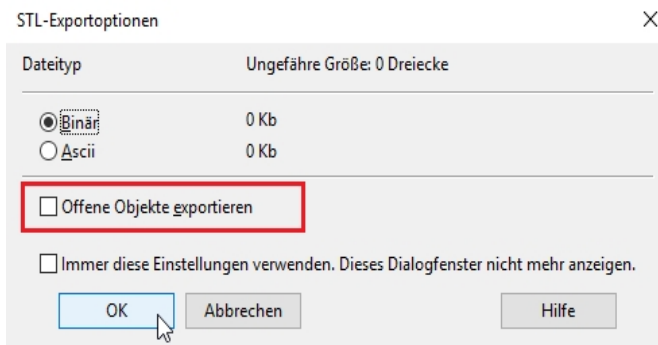 STL-Exportoptionen
Dateityp Ungefähre Größe: 0 Dreiecke
Binär 0 Kb
Ascii 0 Kb
Offene Objekte exportieren
Immer diese Einstellungen verwenden. Dieses Dialogfenster nicht mehr anzeigen.
OK Abbrechen Hilfe